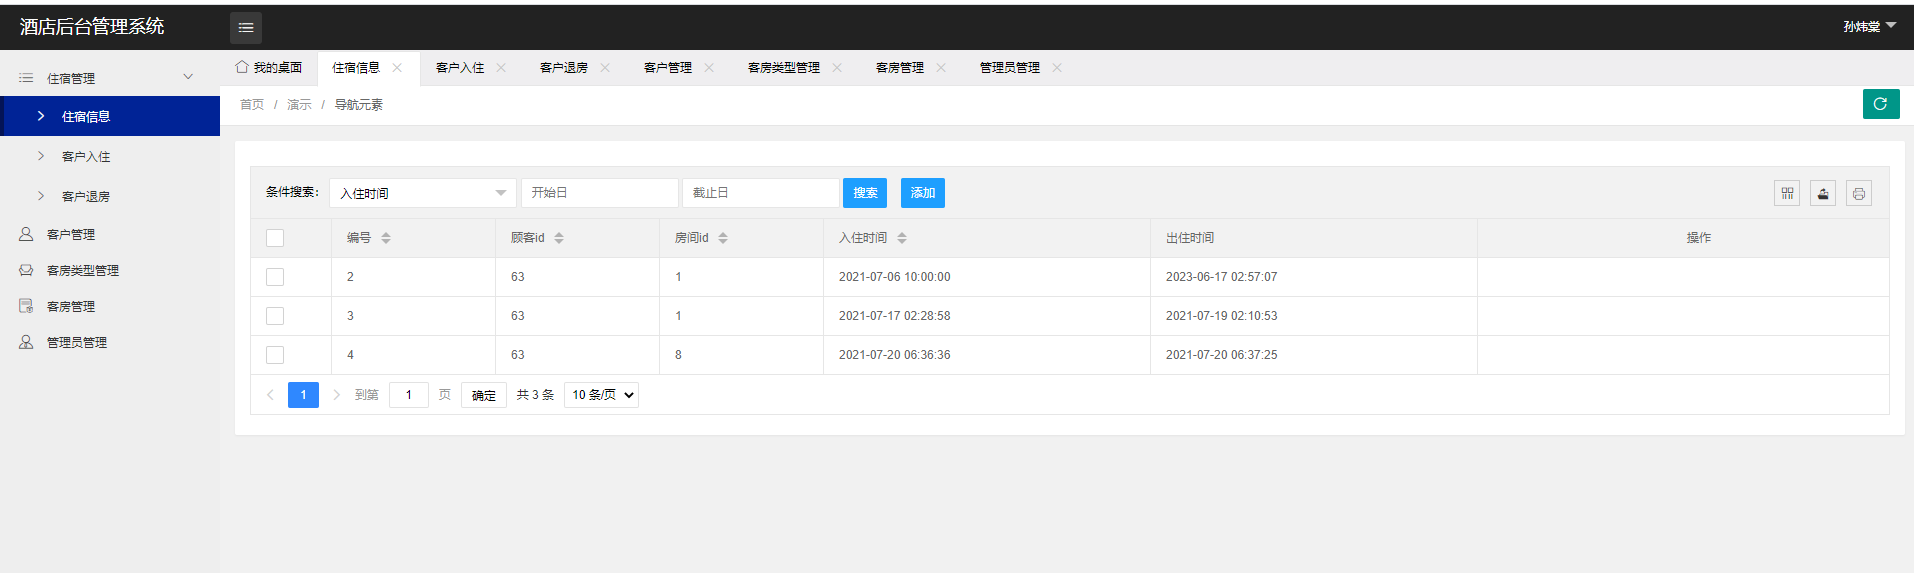 酒店后台管理系统
孙炜棠
住宿管理
住宿信息
客户入住
客户退房
客户管理
客房类型管理
客房管理
管理员管理
我的桌面 住宿信息 客户入住 客户退房 客户管理 客房类型管理 客房管理 管理员管理
首页 / 演示 / 导航元素
条件搜索： 入住时间 开始日 截止日 搜索 添加
编号 顾客id 房间id 入住时间 出住时间 操作
2 63 1 2021-07-06 10:00:00 2023-06-17 02:57:07
3 63 1 2021-07-17 02:28:58 2021-07-19 02:10:53
4 63 8 2021-07-20 06:36:36 2021-07-20 06:37:25
1 到第 1 页 确定 共 3 条 10 条/页